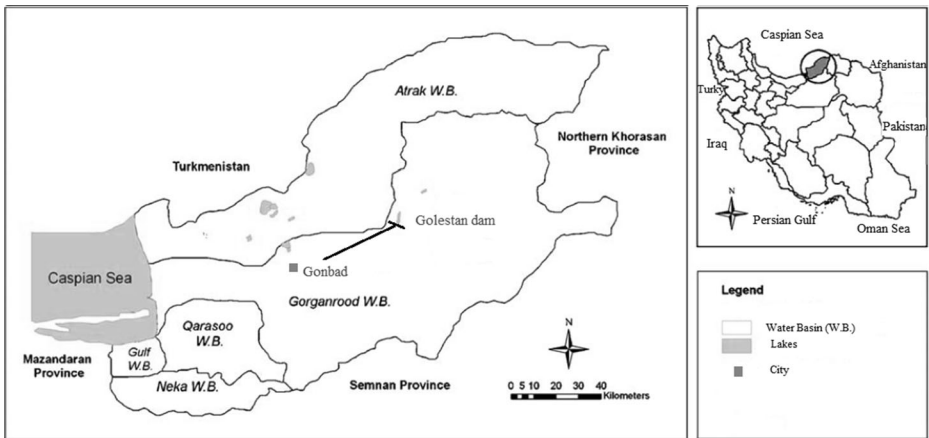 Atrak W.B.
Northern Khorasan
Province
Turkmenistan
Golestan dam
Gonbad
Caspian Sea
Gorganrood W.B.
Qarasoo
W.B.
Gulf
W.B.
Mazandaran
Province
Neka W.B.
Semnan Province
N
0 5 10 20 30 40
Kilometers
Caspian Sea
Afghanistan
Turky
Pakistan
Iraq
N
Persian Gulf
Oman Sea
Legend
Water Basin (W.B.)
Lakes
City